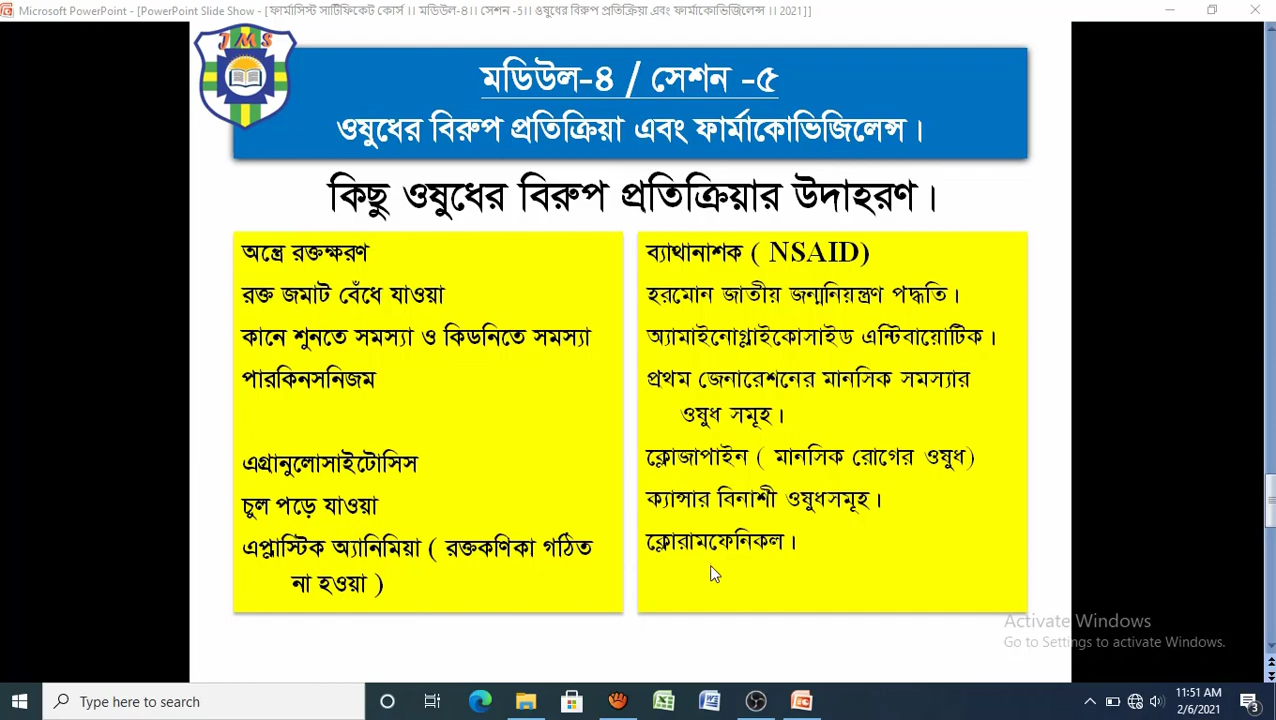 Microsoft PowerPoint - [PowerPoint Slide Show - [ ফার্মাসিস্ট সার্টিফিকেট কোর্স ।। মডিউল-৪।। সেশন -5।। ওষুধের বিরুপ প্রতিক্রিয়া এবং ফার্মাকোভিজিলেন্স ।। 2021]]
JMS
মডিউল-৪ / সেশন -৫
ওষুধের বিরুপ প্রতিক্রিয়া এবং ফার্মাকোভিজিলেন্স ।
কিছু ওষুধের বিরুপ প্রতিক্রিয়ার উদাহরণ ।
অন্ত্রে রক্তক্ষরণ
রক্ত জমাট বেঁধে যাওয়া
কানে শুনতে সমস্যা ও কিডনিতে সমস্যা
পারকিনসনিজম
এগ্রানুলোসাইটোসিস
চুল পড়ে যাওয়া
এপ্লাস্টিক অ্যানিমিয়া ( রক্তকণিকা গঠিত
না হওয়া )
ব্যাথানাশক ( NSAID)
হরমোন জাতীয় জন্মনিয়ন্ত্রণ পদ্ধতি ।
অ্যামাইনোগ্লাইকোসাইড এন্টিবায়োটিক ।
প্রথম জেনারেশনের মানসিক সমস্যার
ওষুধ সমূহ ।
ক্লোজাপাইন ( মানসিক রোগের ওষুধ)
ক্যান্সার বিনাশী ওষুধসমূহ ।
ক্লোরামফেনিকল ।
Activate Windows
Go to Settings to activate Windows.
Type here to search
11:51 AM
2/6/2021
3